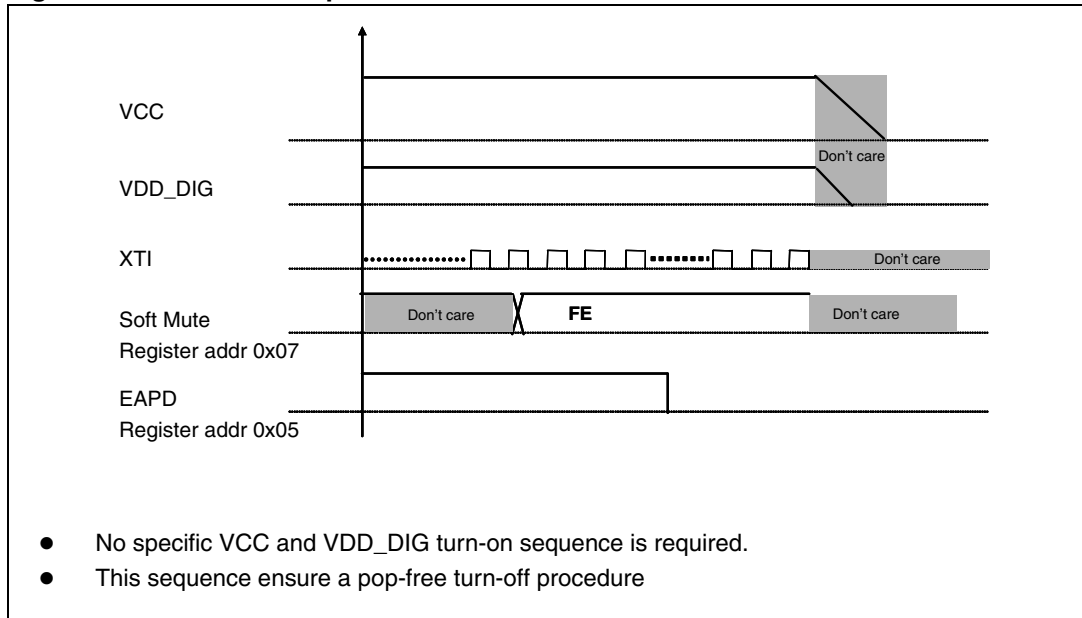 VCC
Don't care
VDD_DIG
XTI
Don't care
Soft Mute
Register addr 0x07
Don't care
FE
Don't care
EAPD
Register addr 0x05
● No specific VCC and VDD_DIG turn-on sequence is required.
● This sequence ensure a pop-free turn-off procedure